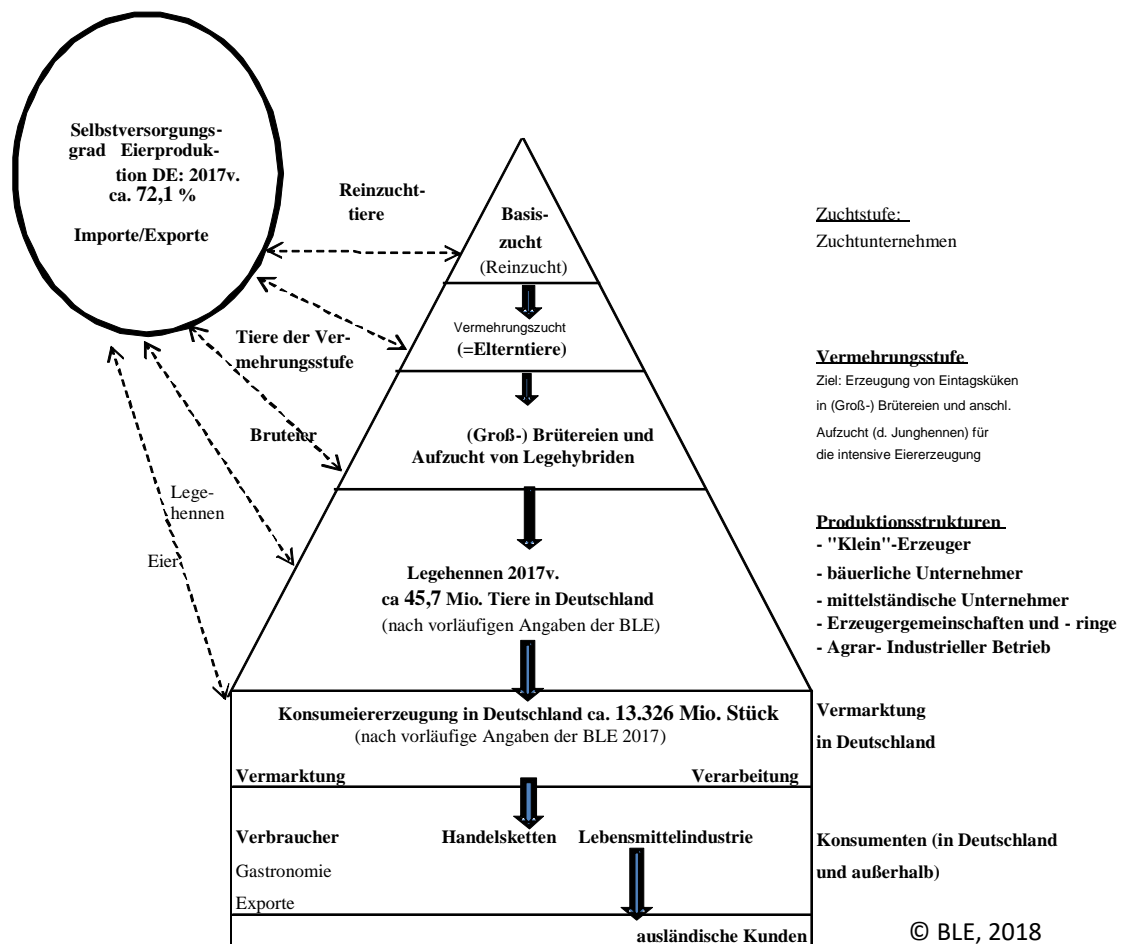 Selbstversorgungs-
grad Eierproduk-
tion DE: 2017v.
ca. 72,1 %
Importe/Exporte
Reinzucht-
tiere
Tiere der Ver-
mehrungsstufe
Bruteier
Lege-
hennen
Eier
Basis-
zucht
(Reinzucht)
Vermehrungszucht
(=Elterntiere)
(Groß-) Brütereien und
Aufzucht von Legehybriden
Legehennen 2017v.
ca 45,7 Mio. Tiere in Deutschland
(nach vorläufigen Angaben der BLE)
Konsumeiererzeugung in Deutschland ca. 13.326 Mio. Stück
(nach vorläufige Angaben der BLE 2017)
Vermarktung Verarbeitung
Verbraucher Handelsketten Lebensmittelindustrie
Gastronomie
Exporte
ausländische Kunden
Zuchtstufe:
Zuchtunternehmen
Vermehrungsstufe
Ziel: Erzeugung von Eintagsküken
in (Groß-) Brütereien und anschl.
Aufzucht (d. Junghennen) für
die intensive Eiererzeugung
Produktionsstrukturen
- "Klein"-Erzeuger
- bäuerliche Unternehmer
- mittelständische Unternehmer
- Erzeugergemeinschaften und - ringe
- Agrar- Industrieller Betrieb
Vermarktung
in Deutschland
Konsumenten (in Deutschland
und außerhalb)
© BLE, 2018